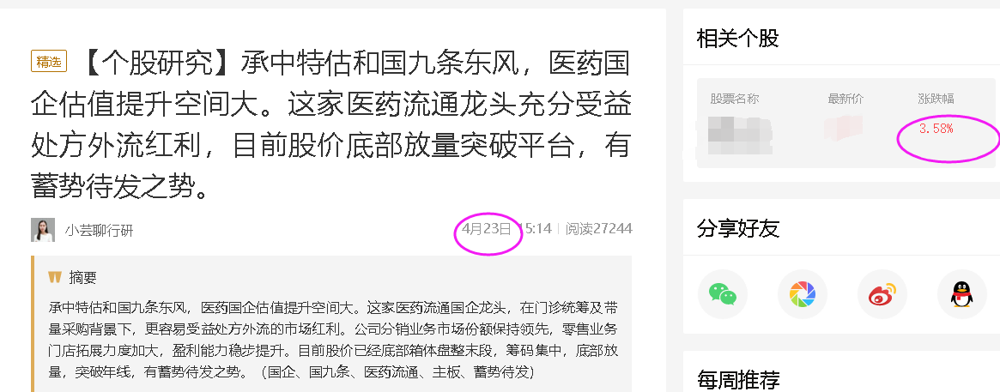 精选 【个股研究】承中特估和国九条东风，医药国
企估值提升空间大。这家医药流通龙头充分受益
处方外流红利，目前股价底部放量突破平台，有
蓄势待发之势。
小芸聊行研 4月23日 15:14 | 阅读27244
摘要
承中特估和国九条东风，医药国企估值提升空间大。这家医药流通国企龙头，在门诊统筹及带
量采购背景下，更容易受益处方外流的市场红利。公司分销业务市场份额保持领先，零售业务
门店拓展力度加大，盈利能力稳步提升。目前股价已经底部箱体盘整末段，筹码集中，底部放
量，突破年线，有蓄势待发之势。（国企、国九条、医药流通、主板、蓄势待发）
相关个股
股票名称 最新价 涨跌幅
3.58%
分享好友
每周推荐